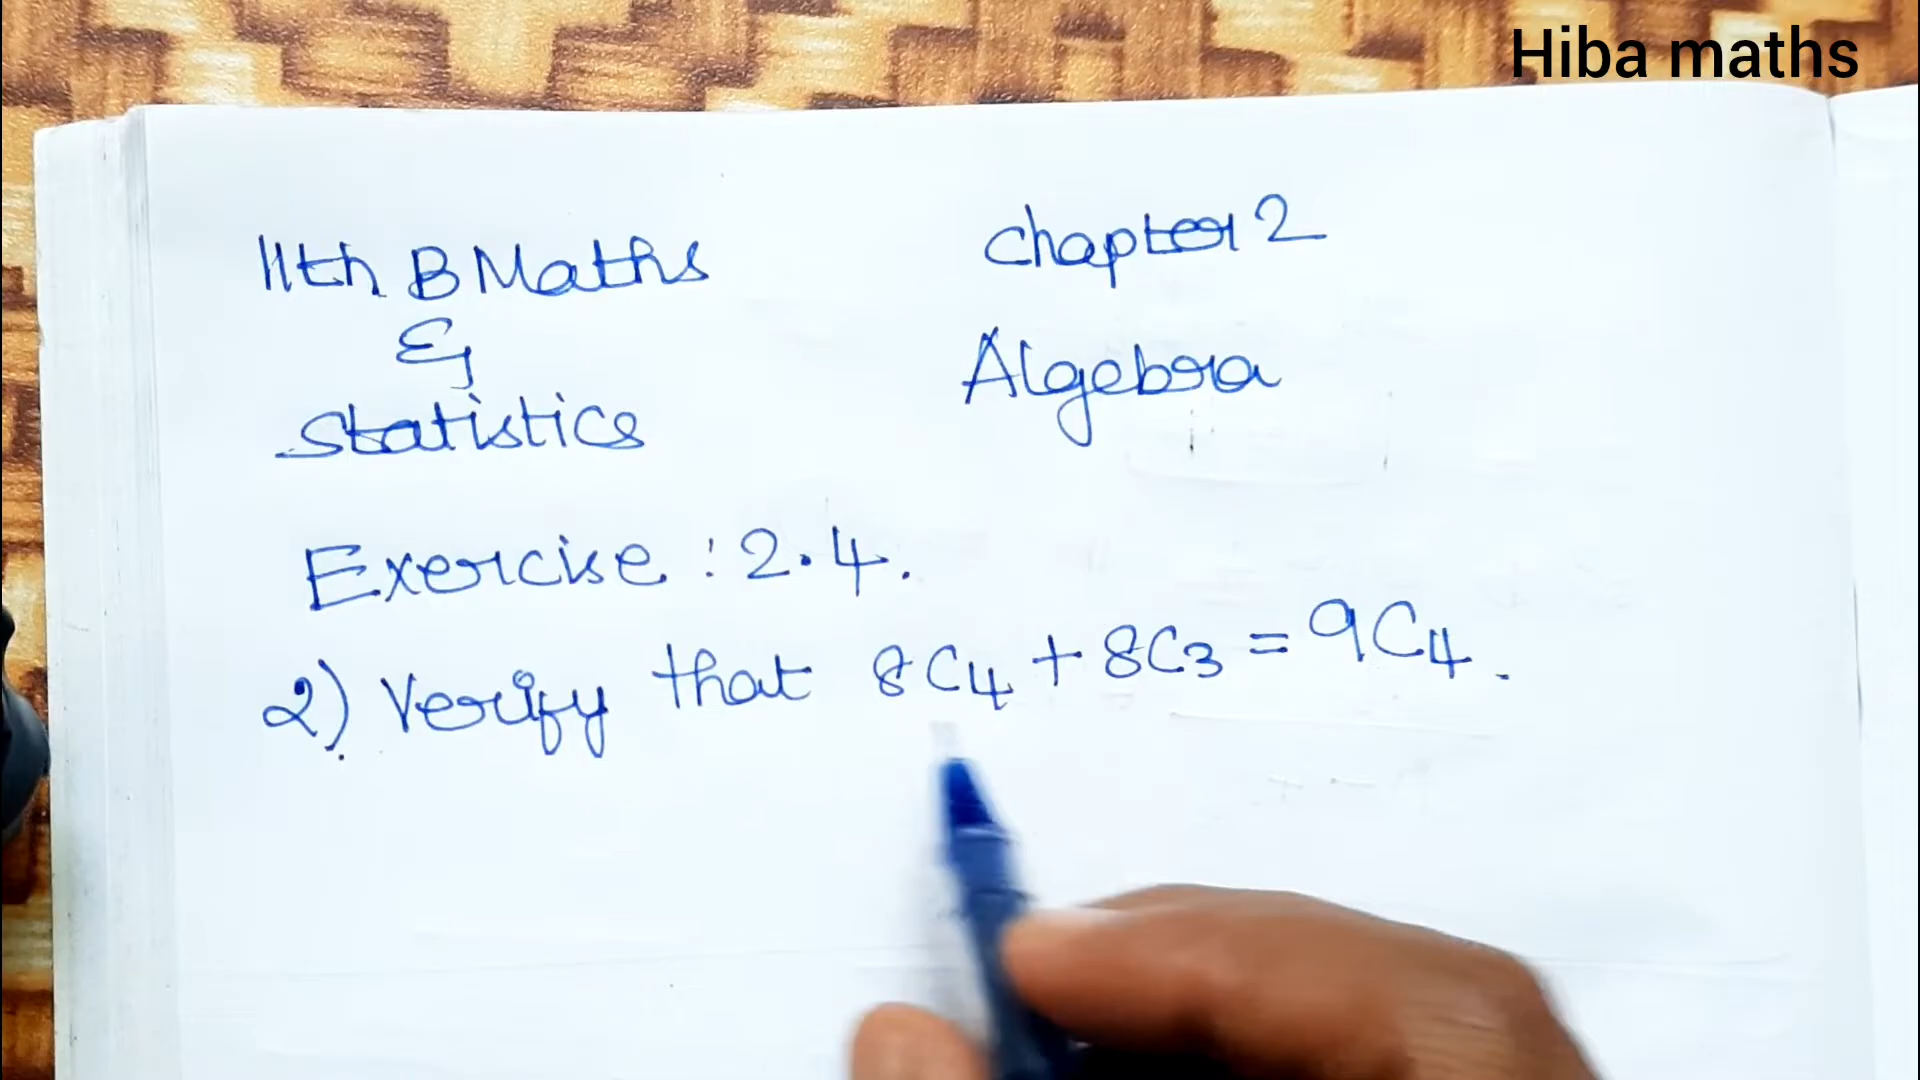 Hiba maths
11th B Maths
&
Statistics
Chapter 2
Algebra
Exercise : 2.4.
2) Verify that 8C4 + 8C3 = 9C4.